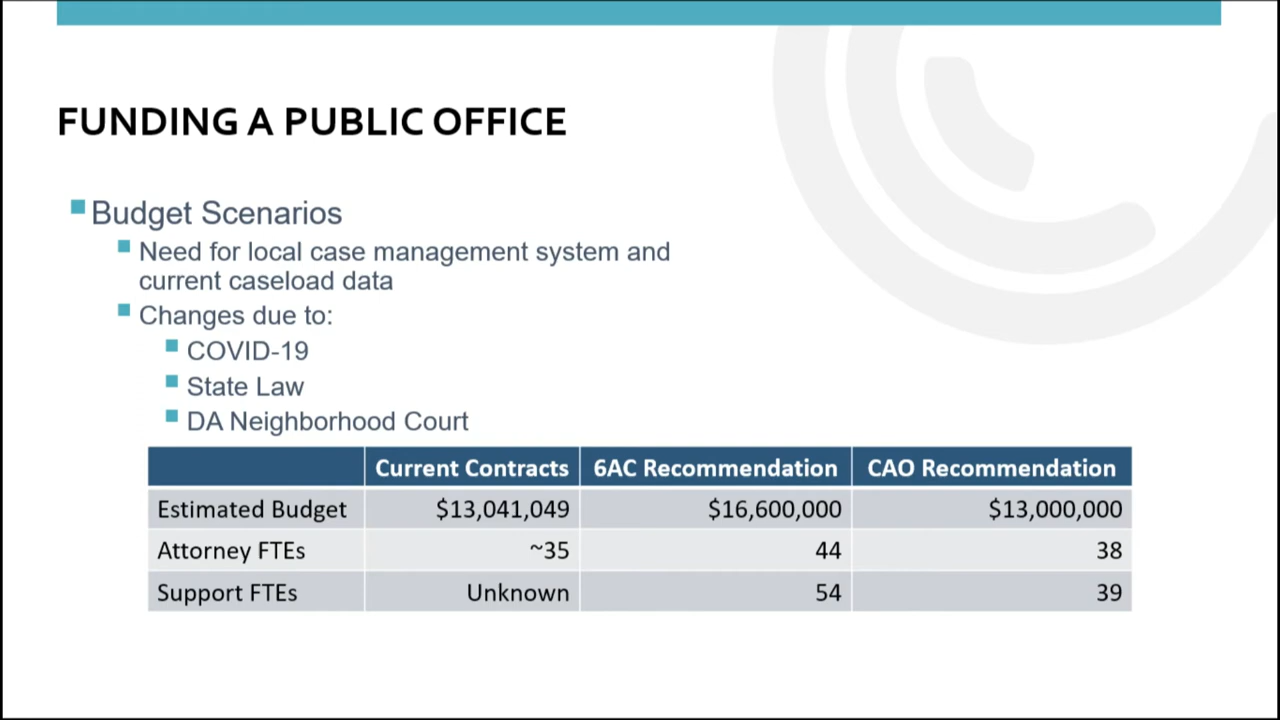 FUNDING A PUBLIC OFFICE
Budget Scenarios
Need for local case management system and
current caseload data
Changes due to:
COVID-19
State Law
DA Neighborhood Court
Current Contracts 6AC Recommendation CAO Recommendation
Estimated Budget $13,041,049 $16,600,000 $13,000,000
Attorney FTEs ~35 44 38
Support FTEs Unknown 54 39